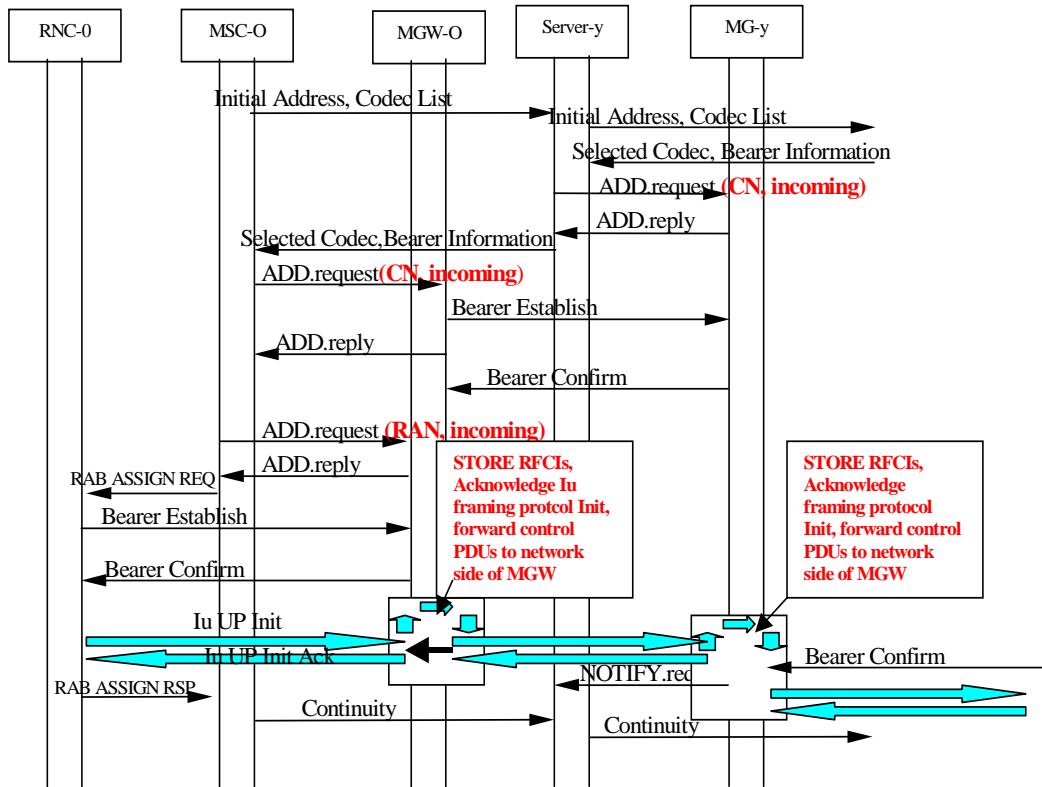 RNC-0
MSC-O
MGW-O
Server-y
MG-y
Initial Address, Codec List
Initial Address, Codec List
Selected Codec, Bearer Information
ADD.request (CN, incoming)
ADD.reply
Selected Codec,Bearer Information
ADD.request(CN, incoming)
Bearer Establish
ADD.reply
Bearer Confirm
ADD.request (RAN, incoming)
ADD.reply
RAB ASSIGN REQ
Bearer Establish
Bearer Confirm
STORE RFCIs,
Acknowledge Iu
framing protcol Init,
forward control
PDUs to network
side of MGW
STORE RFCIs,
Acknowledge
framing protocol
Init, forward control
PDUs to network
side of MGW
Iu UP Init
Iu UP Init Ack
Bearer Confirm
RAB ASSIGN RSP
NOTIFY.req
Continuity
Continuity